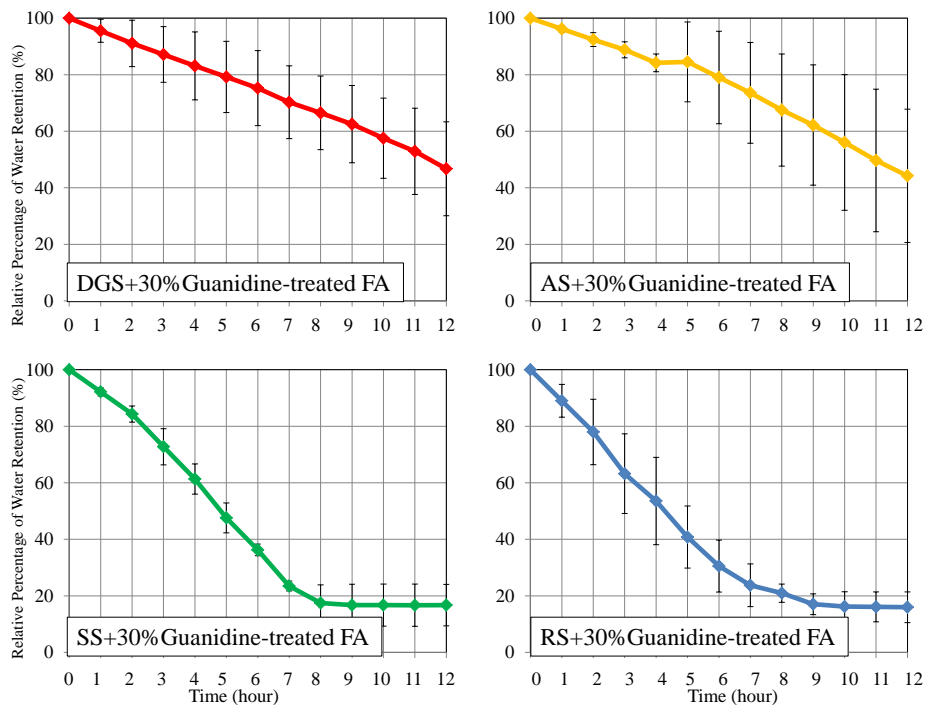 Relative Percentage of Water Retention (%)
100
80
60
40
20
0
DGS+30%Guanidine-treated FA
0 1 2 3 4 5 6 7 8 9 10 11 12
100
80
60
40
20
0
AS+30%Guanidine-treated FA
0 1 2 3 4 5 6 7 8 9 10 11 12
Relative Percentage of Water Retention (%)
100
80
60
40
20
0
SS+30%Guanidine-treated FA
0 1 2 3 4 5 6 7 8 9 10 11 12
Time (hour)
100
80
60
40
20
0
RS+30%Guanidine-treated FA
0 1 2 3 4 5 6 7 8 9 10 11 12
Time (hour)